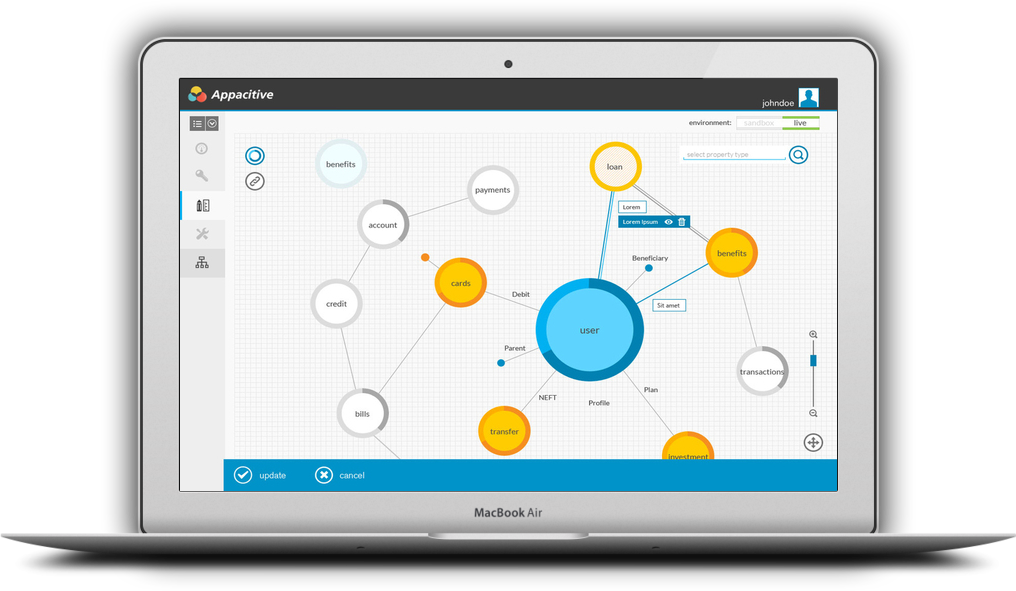 Appacitive
johndoe
environment: sandbox live
select property type
benefits
loan
payments
Lorem
account
Lorem Ipsum
benefits
Beneficiary
cards
Debit
credit
Sit amet
user
Parent
transactions
Plan
NEFT
Profile
bills
transfer
investment
update
cancel
MacBook Air